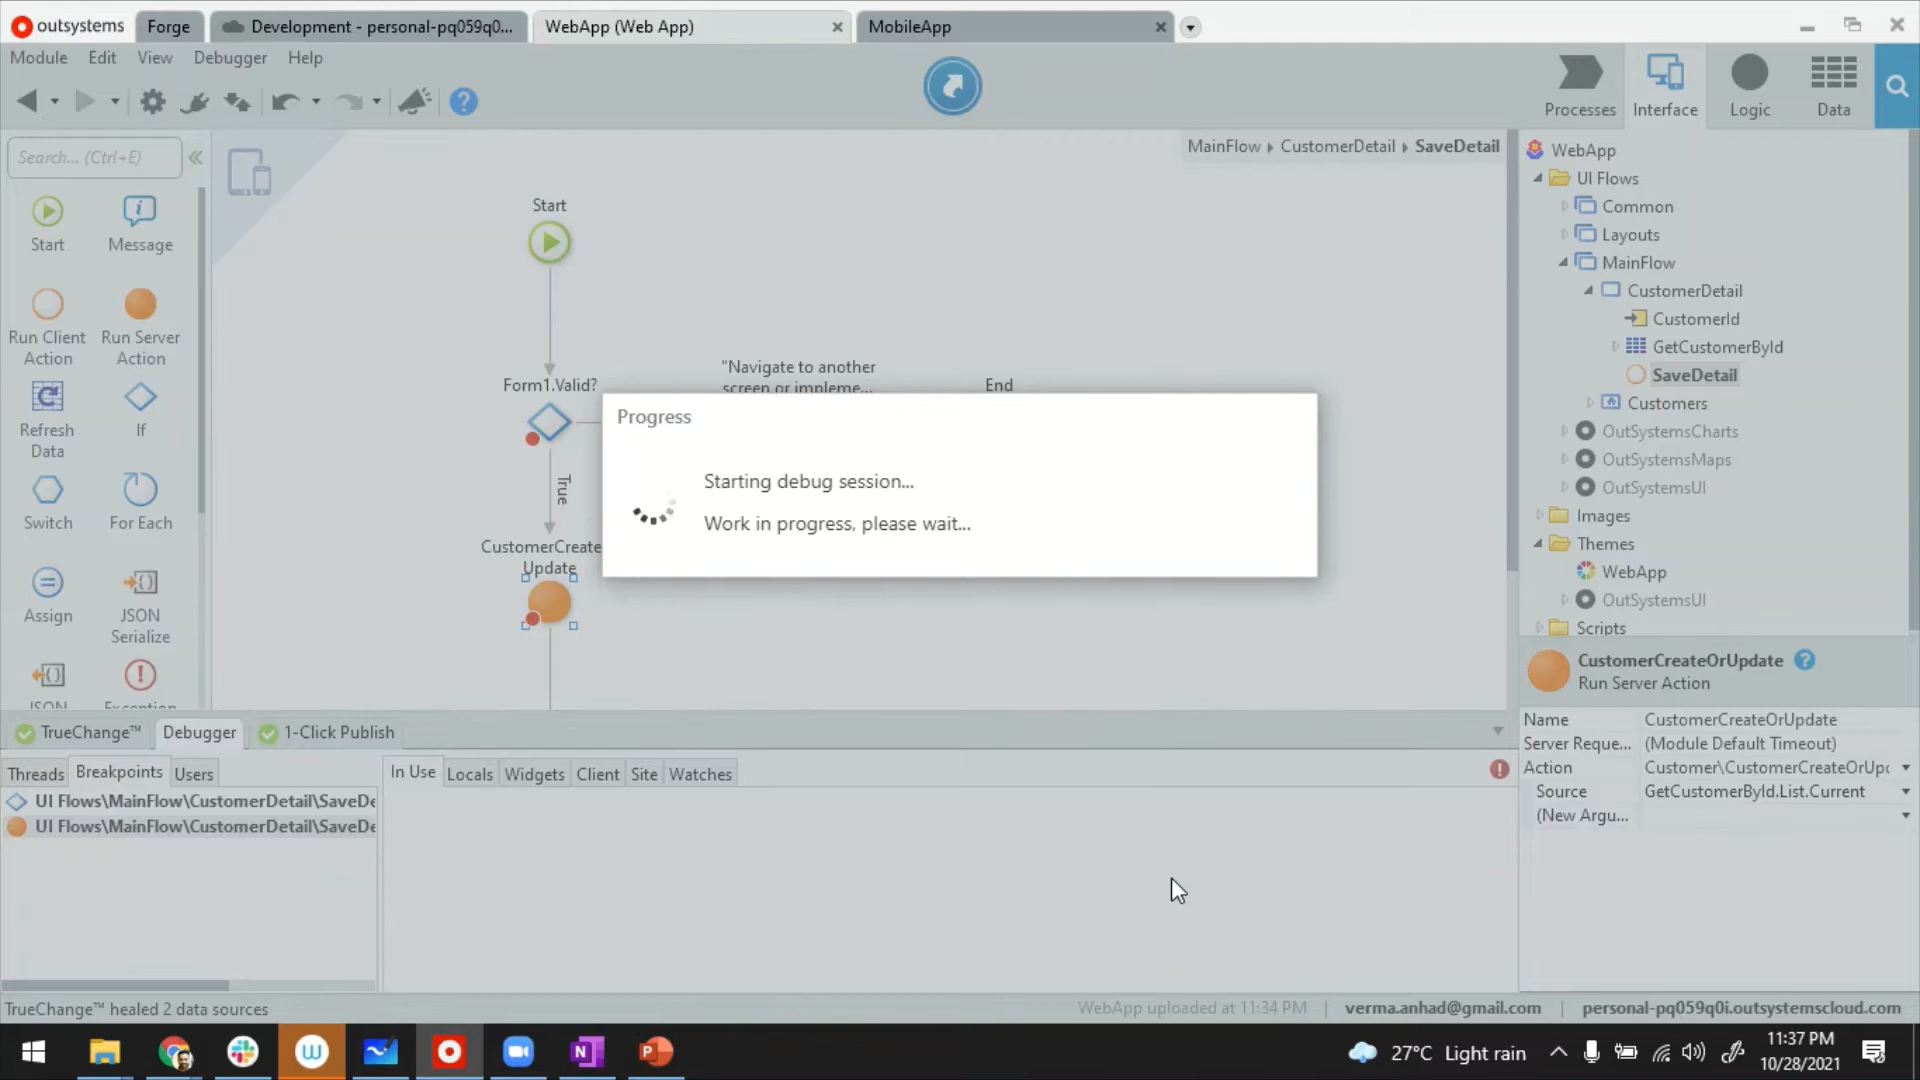 outsystems
Forge
Development - personal-pq059q0...
WebApp (Web App)
MobileApp
Module Edit View Debugger Help
Processes
Interface
Logic
Data
Search... (Ctrl+E)
MainFlow CustomerDetail SaveDetail
Start
Message
Run Client Action
Run Server Action
Refresh Data
If
Switch
For Each
Assign
JSON Serialize
JSON
Exception
Start
Form1.Valid?
"Navigate to another
screen or impleme...
End
True
CustomerCreate
Update
Progress
Starting debug session...
Work in progress, please wait...
WebApp
UI Flows
Common
Layouts
MainFlow
CustomerDetail
CustomerId
GetCustomerById
SaveDetail
Customers
OutSystemsCharts
OutSystemsMaps
OutSystemsUI
Images
Themes
WebApp
OutSystemsUI
Scripts
CustomerCreateOrUpdate
Run Server Action
Name CustomerCreateOrUpdate
Server Reque... (Module Default Timeout)
Action Customer\CustomerCreateOrUpd
Source GetCustomerById.List.Current
(New Argu...
TrueChange™ Debugger 1-Click Publish
Threads Breakpoints Users
In Use Locals Widgets Client Site Watches
UI Flows\MainFlow\CustomerDetail\SaveDe
UI Flows\MainFlow\CustomerDetail\SaveDe
TrueChange™ healed 2 data sources
WebApp uploaded at 11:34 PM | verma.anhad@gmail.com | personal-pq059q0i.outsystemscloud.com
27°C Light rain
11:37 PM
10/28/2021